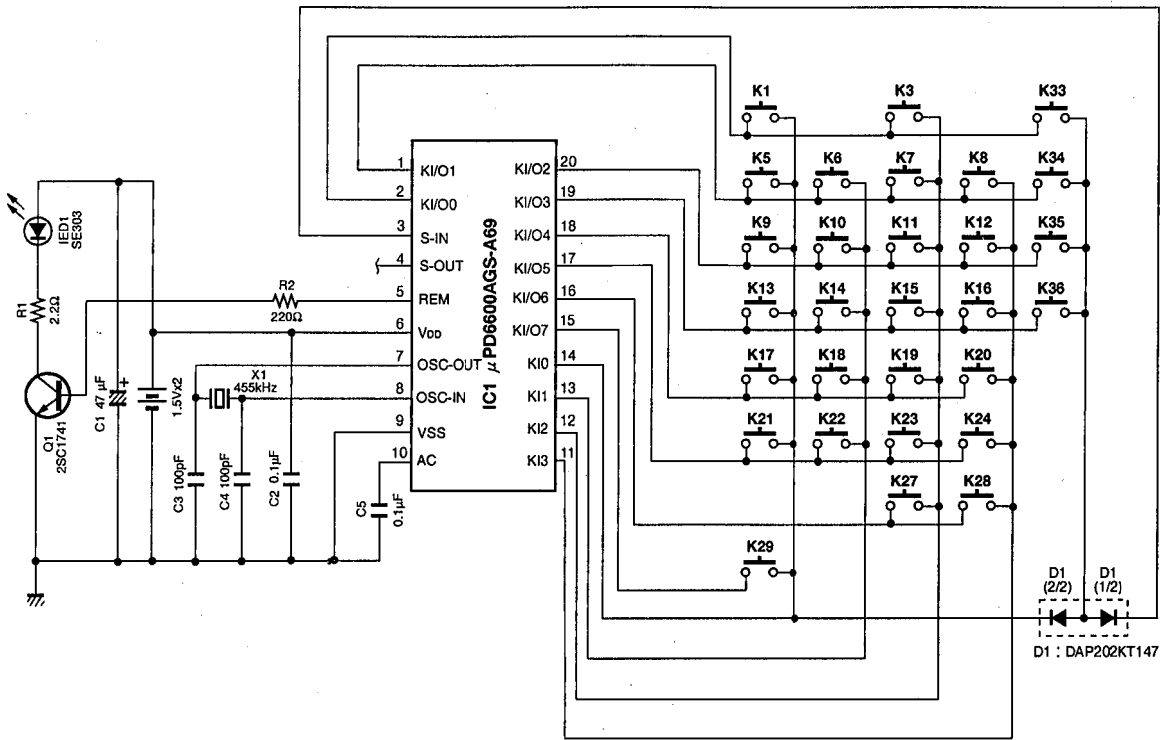 K1 K3 K33
K5 K6 K7 K8 K34
K9 K10 K11 K12 K35
K13 K14 K15 K16 K36
K17 K18 K19 K20
K21 K22 K23 K24
K27 K28
K29
1 KI/O1
2 KI/O0
3 S-IN
4 S-OUT
5 REM
6 VDD
7 OSC-OUT
8 OSC-IN
9 VSS
10 AC
KI/O2 20
KI/O3 19
KI/O4 18
KI/O5 17
KI/O6 16
KI/O7 15
KI0 14
KI1 13
KI2 12
KI3 11
IC1 μPD6600AGS-A69
IED1
SE303
R1
2.2Ω
R2
220Ω
Q1
2SC1741
C1 47 μF
+
1.5Vx2
X1
455kHz
C3 100pF
C4 100pF
C2 0.1μF
C5
0.1μF
D1
(2/2)
D1
(1/2)
D1 : DAP202KT147